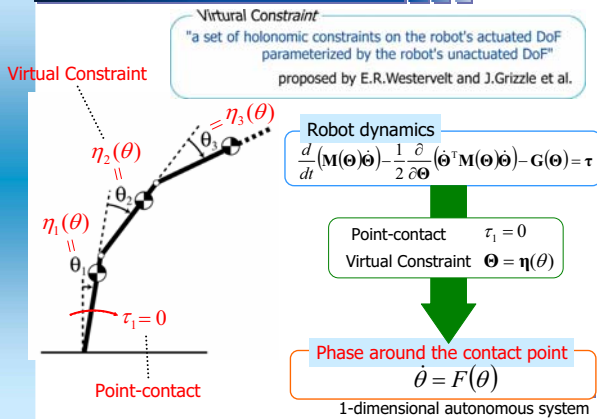 Virtural Constraint
"a set of holonomic constraints on the robot's actuated DoF
parameterized by the robot's unactuated DoF"
proposed by E.R.Westervelt and J.Grizzle et al.
Virtual Constraint
= η₃(θ)
θ₃
η₂(θ)
=
θ₂
η₁(θ)
=
θ₁
τ₁ = 0
Point-contact
Robot dynamics
d/dt (M(Θ)Θ̇) − 1/2 ∂/∂Θ (Θ̇ᵀM(Θ)Θ̇) − G(Θ) = τ
Point-contact τ₁ = 0
Virtual Constraint Θ = η(θ)
Phase around the contact point
θ̇ = F(θ)
1-dimensional autonomous system